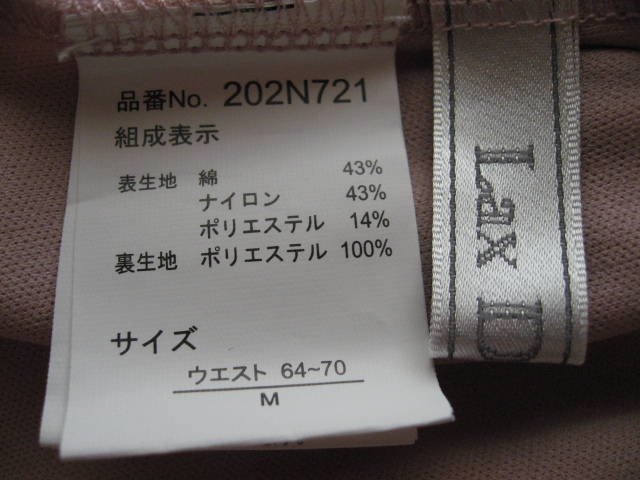 品番No. 202N721
組成表示
表生地 綿 43%
ナイロン 43%
ポリエステル 14%
裏生地 ポリエステル 100%
サイズ
ウエスト 64~70
M
Lax